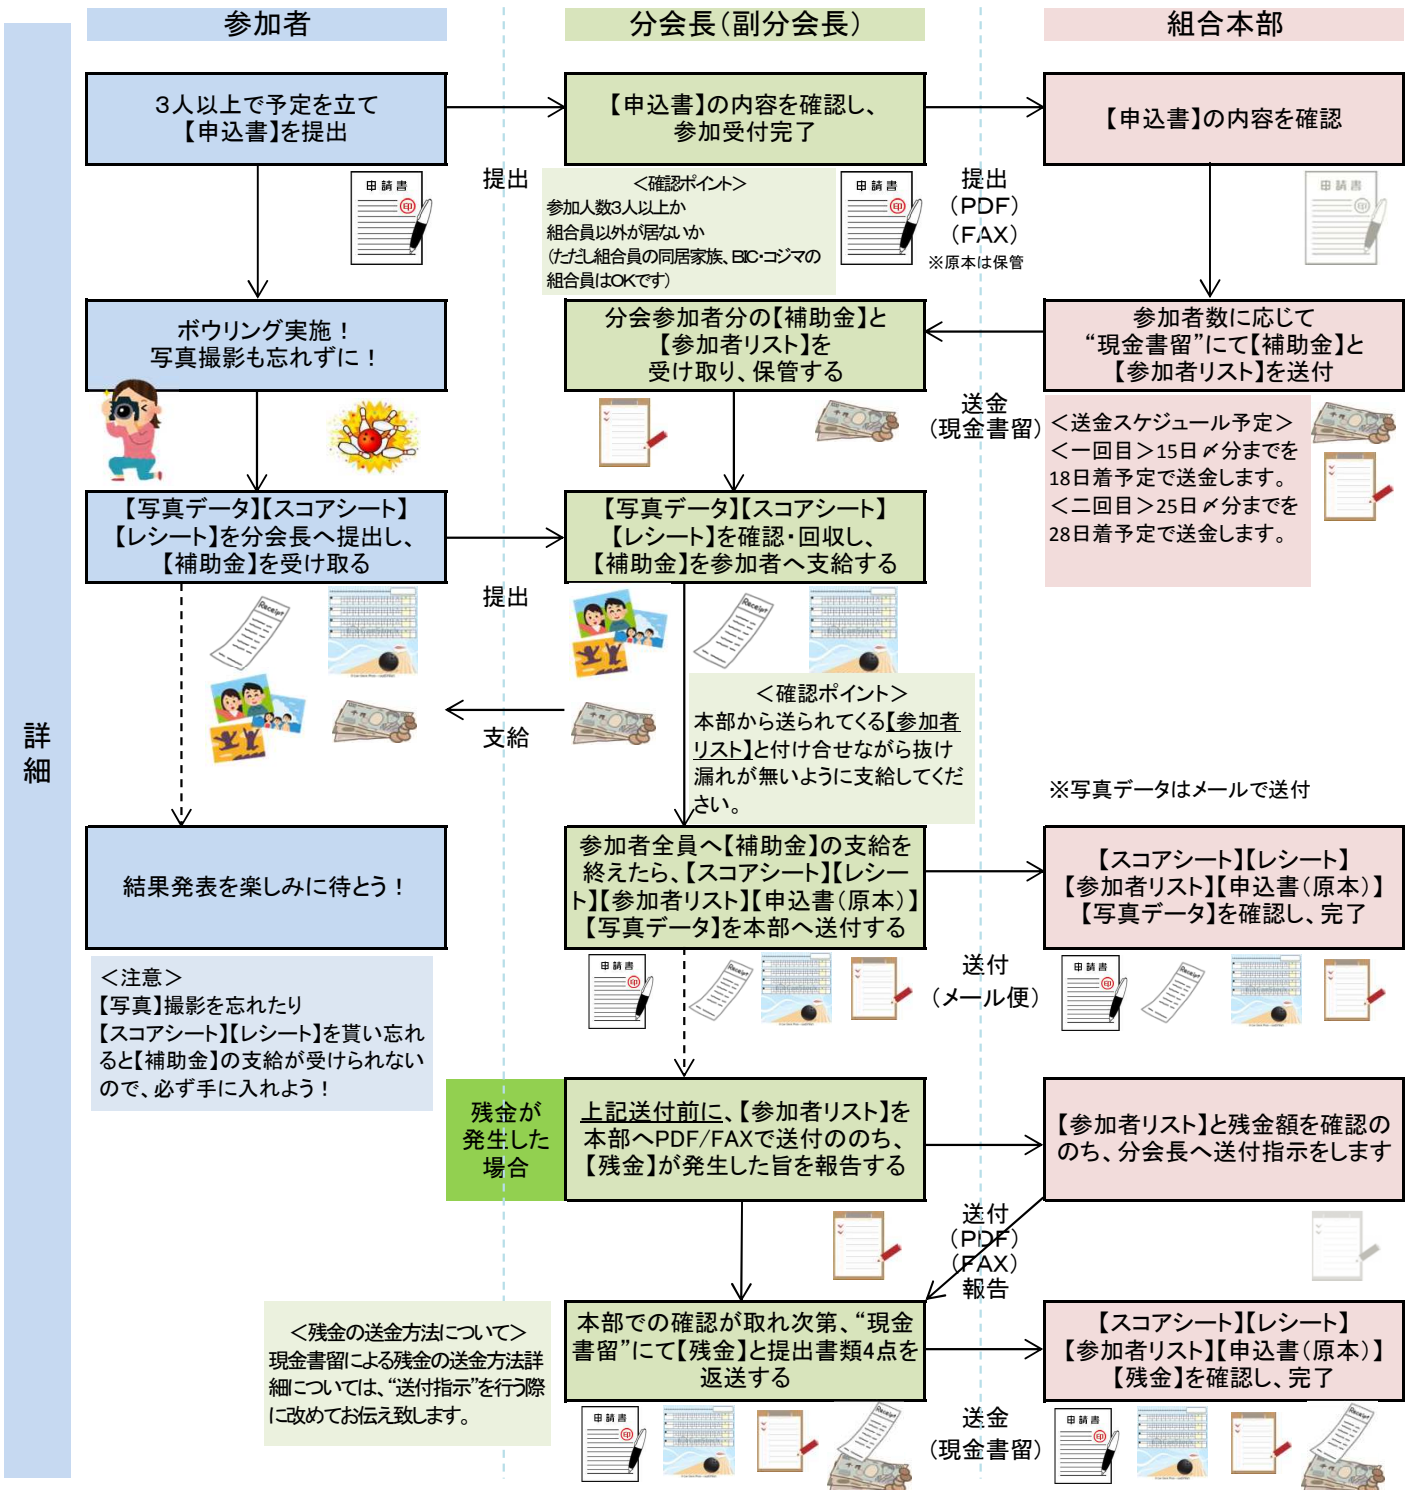 参加者
分会長（副分会長）
組合本部
詳細
３人以上で予定を立て
【申込書】を提出
【申込書】の内容を確認し、
参加受付完了
【申込書】の内容を確認
提出
申請書
印
＜確認ポイント＞
参加人数3人以上か
組合員以外が居ないか
（ただし組合員の同居家族、BIC・コジマの
組合員はOKです）
申請書
印
提出
（ＰＤＦ）
（ＦＡＸ）
※原本は保管
申請書
印
ボウリング実施！
写真撮影も忘れずに！
分会参加者分の【補助金】と
【参加者リスト】を
受け取り、保管する
参加者数に応じて
“現金書留”にて【補助金】と
【参加者リスト】を送付
送金
（現金書留）
＜送金スケジュール予定＞
＜一回目＞15日〆分までを
18日着予定で送金します。
＜二回目＞25日〆分までを
28日着予定で送金します。
【写真データ】【スコアシート】
【レシート】を分会長へ提出し、
【補助金】を受け取る
【写真データ】【スコアシート】
【レシート】を確認・回収し、
【補助金】を参加者へ支給する
提出
Receipt
Receipt
支給
＜確認ポイント＞
本部から送られてくる【参加者
リスト】と付け合せながら抜け
漏れが無いように支給してくだ
さい。
※写真データはメールで送付
結果発表を楽しみに待とう！
参加者全員へ【補助金】の支給を
終えたら、【スコアシート】【レシー
ト】【参加者リスト】【申込書（原本）】
【写真データ】を本部へ送付する
【スコアシート】【レシート】
【参加者リスト】【申込書（原本）】
【写真データ】を確認し、完了
＜注意＞
【写真】撮影を忘れたり
【スコアシート】【レシート】を貰い忘れ
ると【補助金】の支給が受けられない
ので、必ず手に入れよう！
申請書
印
Receipt
送付
（メール便）
申請書
印
Receipt
残金が
発生した
場合
上記送付前に、【参加者リスト】を
本部へPDF/FAXで送付ののち、
【残金】が発生した旨を報告する
【参加者リスト】と残金額を確認の
のち、分会長へ送付指示をします
送付
（ＰＤＦ）
（ＦＡＸ）
報告
＜残金の送金方法について＞
現金書留による残金の送金方法詳
細については、“送付指示”を行う際
に改めてお伝え致します。
本部での確認が取れ次第、“現金
書留”にて【残金】と提出書類4点を
返送する
【スコアシート】【レシート】
【参加者リスト】【申込書（原本）】
【残金】を確認し、完了
申請書
印
Receipt
送金
（現金書留）
申請書
印
Receipt